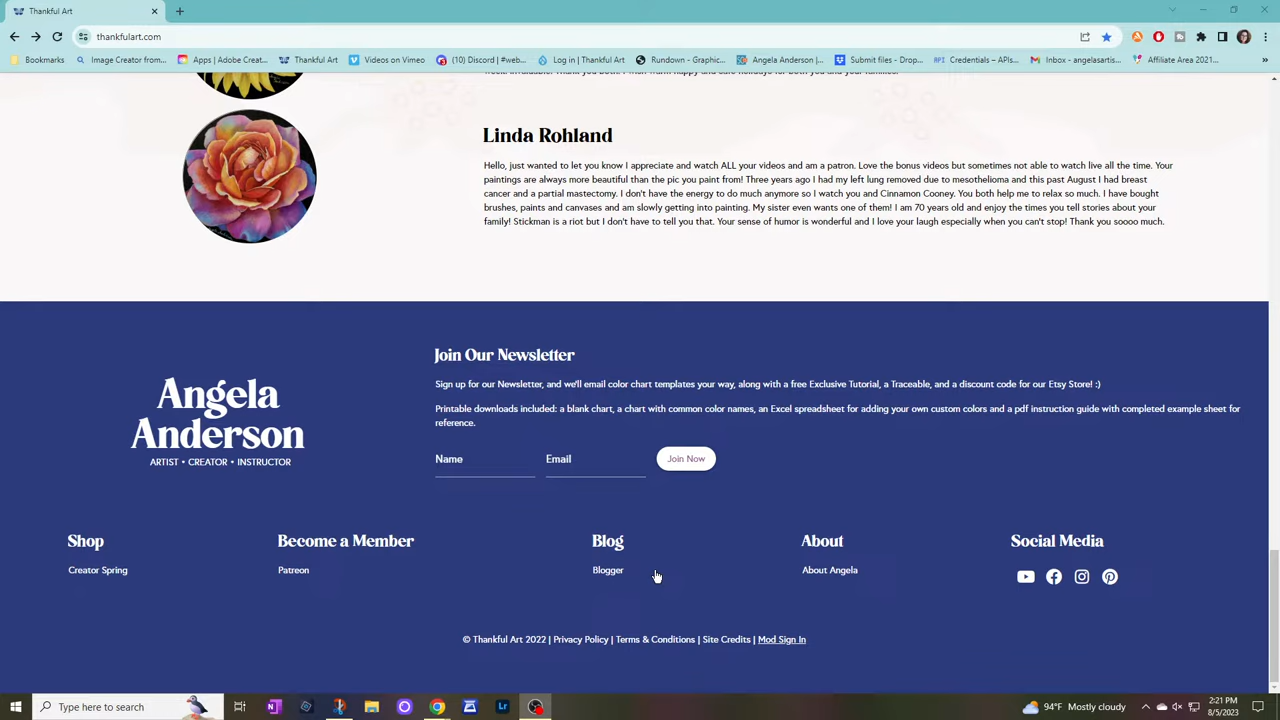 Thankful Art
thankfulart.com
Bookmarks
Image Creator from...
Apps | Adobe Creat...
Thankful Art
Videos on Vimeo
(10) Discord | #web...
Log in | Thankful Art
Rundown - Graphic...
Angela Anderson |...
Submit files - Drop...
Credentials – APIs...
Inbox - angelasartis...
Affiliate Area 2021...
Linda Rohland
Hello, just wanted to let you know I appreciate and watch ALL your videos and am a patron. Love the bonus videos but sometimes not able to watch live all the time. Your
paintings are always more beautiful than the pic you paint from! Three years ago I had my left lung removed due to mesothelioma and this past August I had breast
cancer and a partial mastectomy. I don't have the energy to do much anymore so I watch you and Cinnamon Cooney. You both help me to relax so much. I have bought
brushes, paints and canvases and am slowly getting into painting. My sister even wants one of them! I am 70 years old and enjoy the times you tell stories about your
family! Stickman is a riot but I don't have to tell you that. Your sense of humor is wonderful and I love your laugh especially when you can't stop! Thank you soooo much.
Angela
Anderson
ARTIST • CREATOR • INSTRUCTOR
Join Our Newsletter
Sign up for our Newsletter, and we'll email color chart templates your way, along with a free Exclusive Tutorial, a Traceable, and a discount code for our Etsy Store! :)
Printable downloads included: a blank chart, a chart with common color names, an Excel spreadsheet for adding your own custom colors and a pdf instruction guide with completed example sheet for
reference.
Name
Email
Join Now
Shop
Creator Spring
Become a Member
Patreon
Blog
Blogger
About
About Angela
Social Media
© Thankful Art 2022 | Privacy Policy | Terms & Conditions | Site Credits | Mod Sign In
Type here to search
94°F Mostly cloudy
2:21 PM
8/5/2023